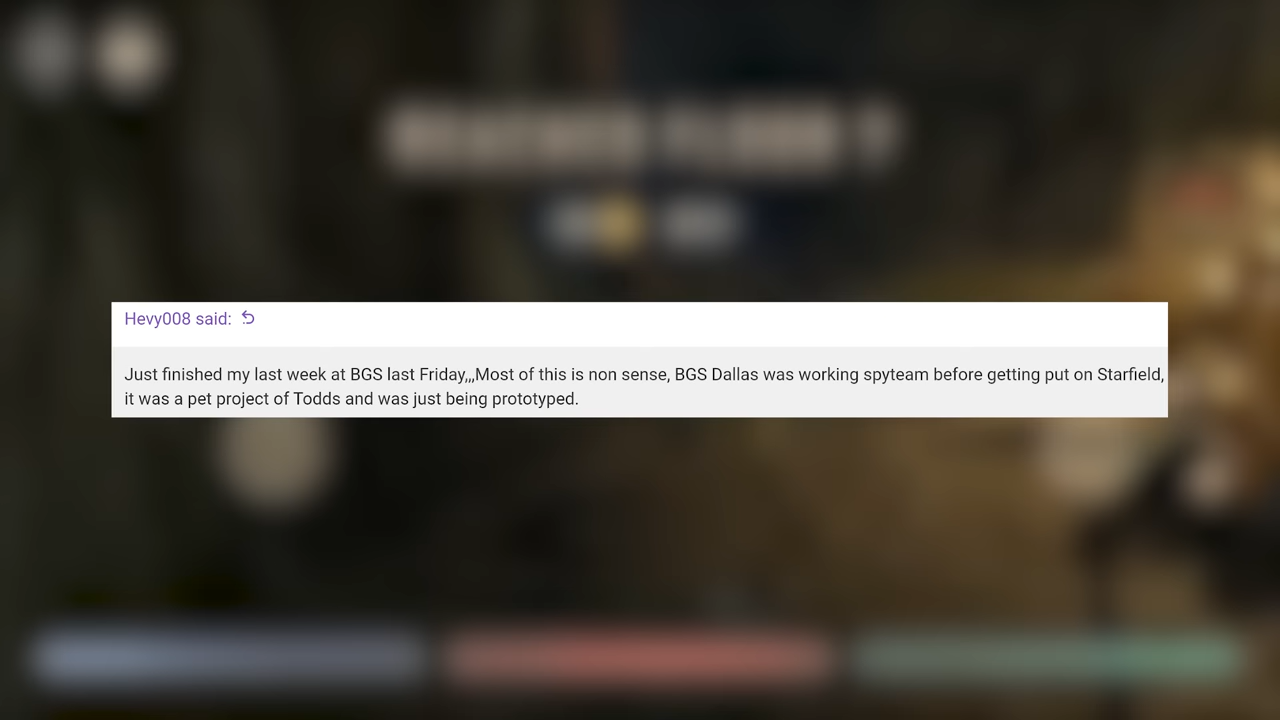 Hevy008 said:
Just finished my last week at BGS last Friday,,,Most of this is non sense, BGS Dallas was working spyteam before getting put on Starfield,
it was a pet project of Todds and was just being prototyped.